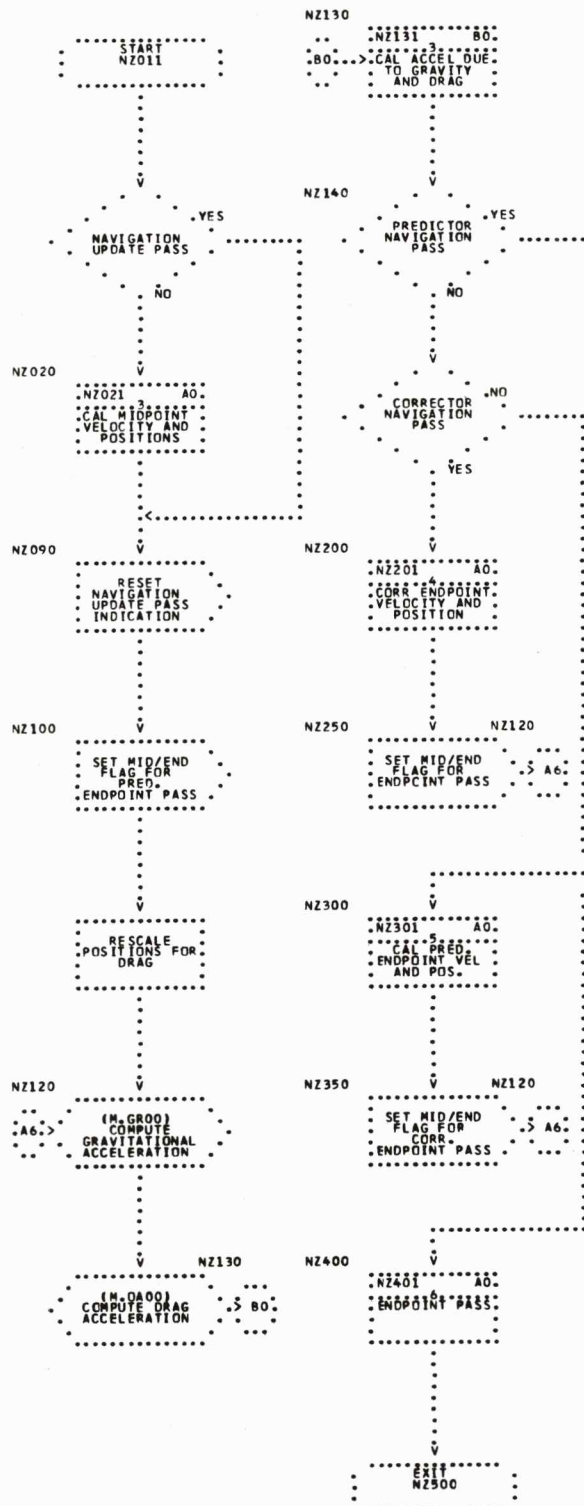 START
NZ011
NAVIGATION
UPDATE PASS
YES
NO
NZ020
NZ021 A0
3
CAL MIDPOINT
VELOCITY AND
POSITIONS
NZ090
RESET
NAVIGATION
UPDATE PASS
INDICATION
NZ100
SET MID/END
FLAG FOR
PRED.
ENDPOINT PASS
RESCALE
POSITIONS FOR
DRAG
NZ120
A6
(M.GR00)
COMPUTE
GRAVITATIONAL
ACCELERATION
NZ130
(M.DA00)
COMPUTE DRAG
ACCELERATION
B0
NZ130
B0
NZ131 B0
3
CAL ACCEL DUE
TO GRAVITY
AND DRAG
NZ140
PREDICTOR
NAVIGATION
PASS
YES
NO
CORRECTOR
NAVIGATION
PASS
NO
YES
NZ200
NZ201 A0
4
CORR ENDPOINT
VELOCITY AND
POSITION
NZ250
NZ120
SET MID/END
FLAG FOR
ENDPCINT PASS
A6
NZ300
NZ301 A0
5
CAL PRED.
ENDPOINT VEL
AND POS.
NZ350
NZ120
SET MID/END
FLAG FOR
CORR.
ENDPOINT PASS
A6
NZ400
NZ401 A0
6
ENDPOINT PASS
EXIT
NZ500